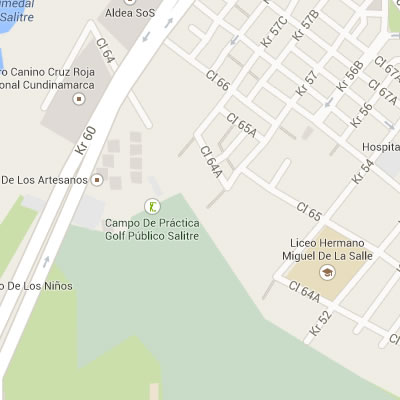 umedal
Salitre
Aldea SoS
Cl 64
ro Canino Cruz Roja
onal Cundinamarca
Kr 60
De Los Artesanos
Campo De Práctica
Golf Público Salitre
o De Los Niños
Kr 57C
Kr 57B
Cl 66
Kr 57
Kr 56B
Cl 67A
Cl 67A
Kr 56
Cl 65A
Cl 64A
Hospita
Kr 54
Cl 65
Liceo Hermano
Miguel De La Salle
Cl 64A
Kr 52